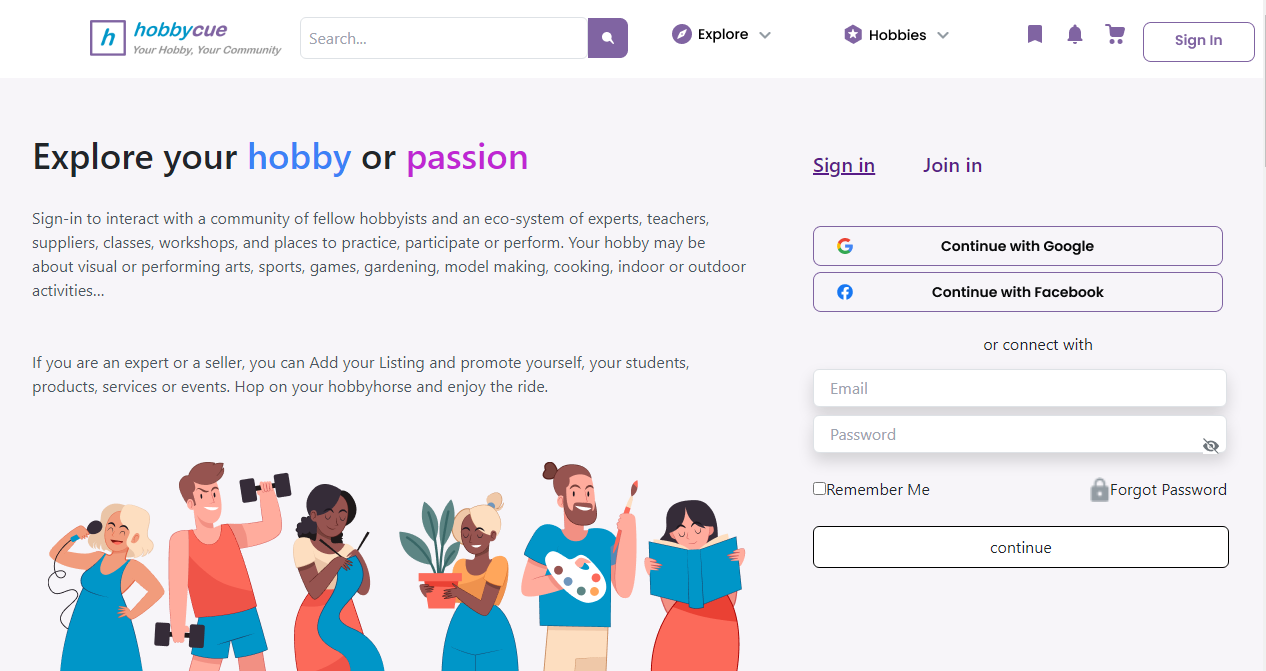 h hobbycue
Your Hobby, Your Community
Search...
Explore
Hobbies
Sign In
Explore your hobby or passion
Sign-in to interact with a community of fellow hobbyists and an eco-system of experts, teachers,
suppliers, classes, workshops, and places to practice, participate or perform. Your hobby may be
about visual or performing arts, sports, games, gardening, model making, cooking, indoor or outdoor
activities...
If you are an expert or a seller, you can Add your Listing and promote yourself, your students,
products, services or events. Hop on your hobbyhorse and enjoy the ride.
Sign in Join in
Continue with Google
Continue with Facebook
or connect with
Email
Password
Remember Me Forgot Password
continue